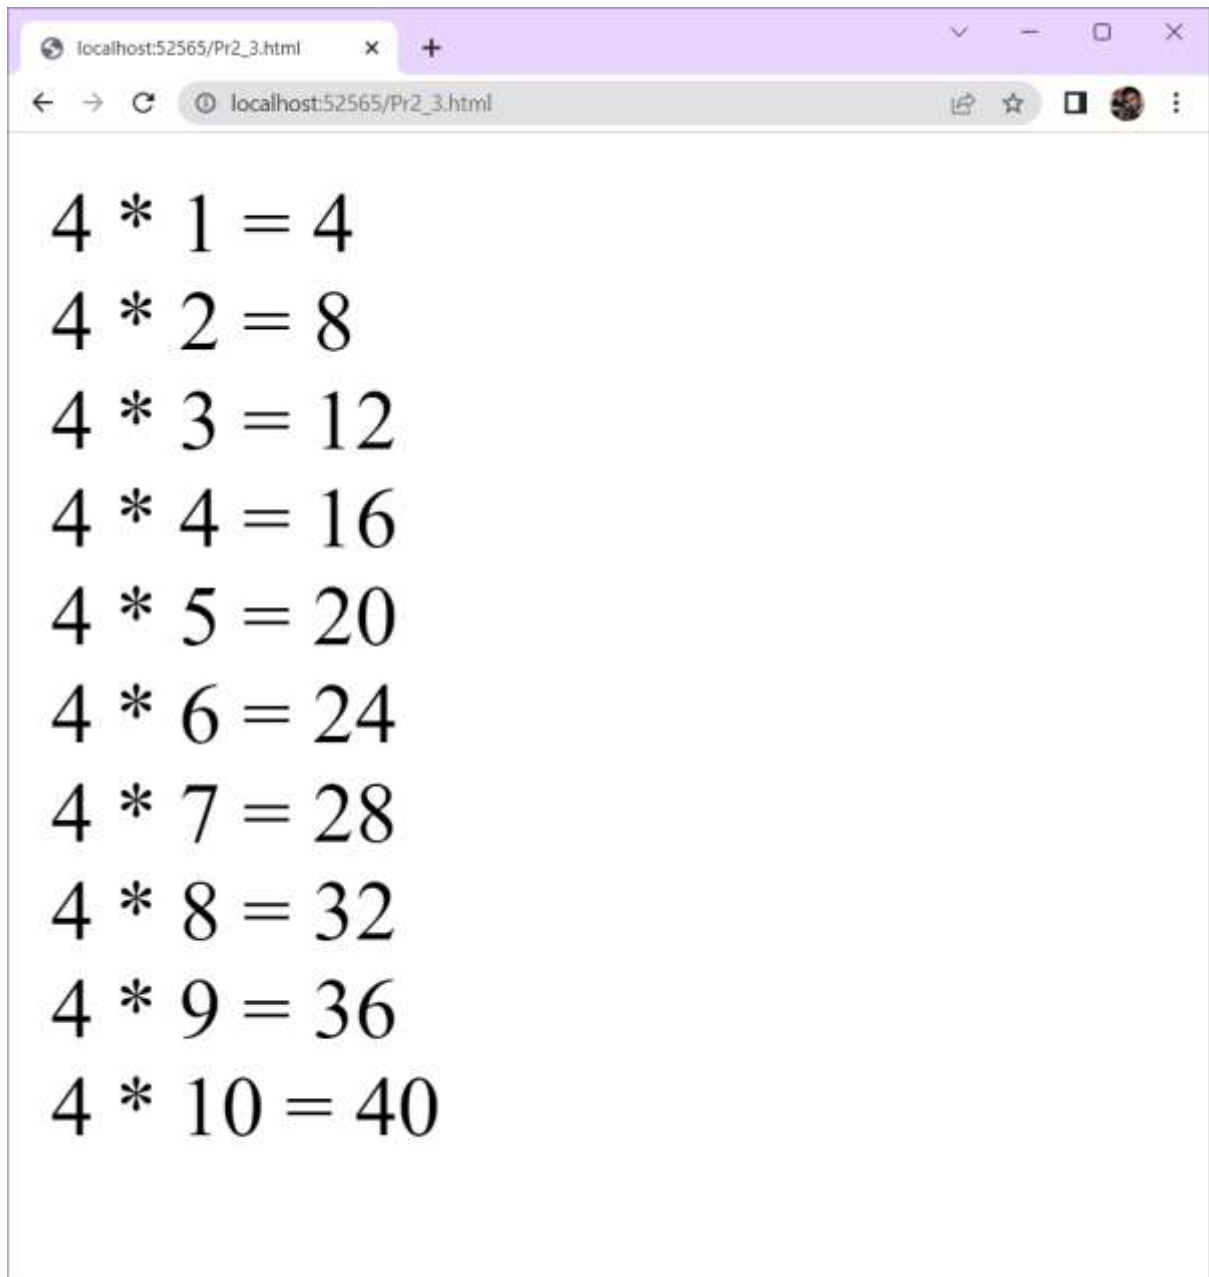 localhost:52565/Pr2_3.html
localhost:52565/Pr2_3.html
4 * 1 = 4
4 * 2 = 8
4 * 3 = 12
4 * 4 = 16
4 * 5 = 20
4 * 6 = 24
4 * 7 = 28
4 * 8 = 32
4 * 9 = 36
4 * 10 = 40